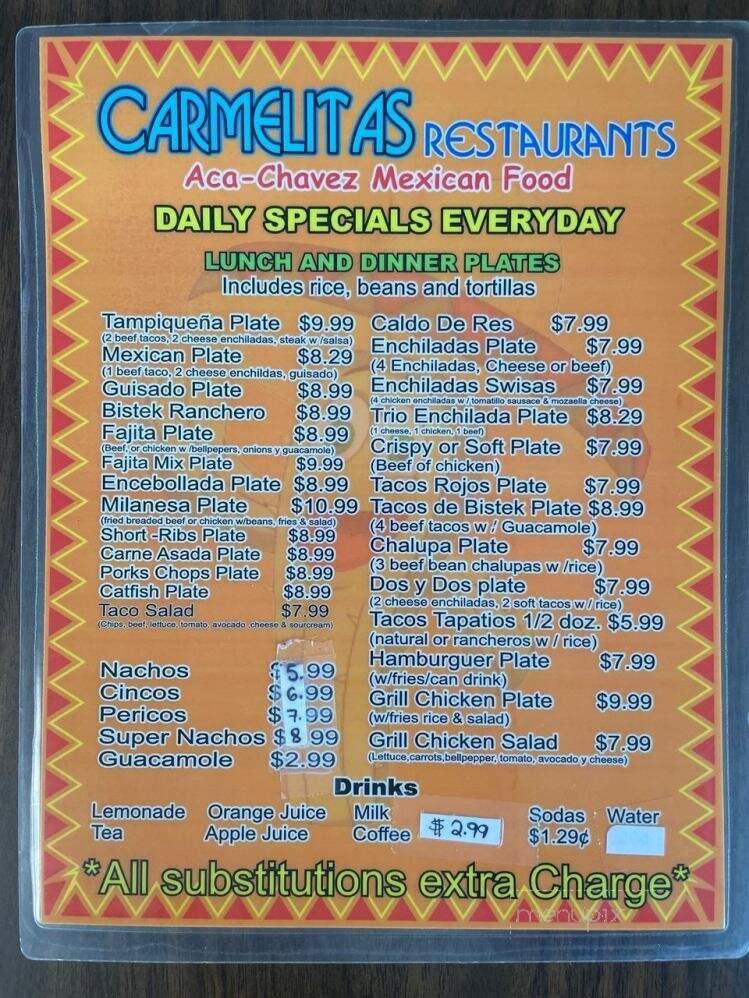 CARMELITAS RESTAURANTS
Aca-Chavez Mexican Food
DAILY SPECIALS EVERYDAY
LUNCH AND DINNER PLATES
Includes rice, beans and tortillas
Tampiqueña Plate $9.99
(2 beef tacos, 2 cheese enchiladas, steak w /salsa)
Mexican Plate $8.29
(1 beef taco, 2 cheese enchildas, guisado)
Guisado Plate $8.99
Bistek Ranchero $8.99
Fajita Plate $8.99
(Beef, or chicken w /bellpepers, onions y guacamole)
Fajita Mix Plate $9.99
Encebollada Plate $8.99
Milanesa Plate $10.99
(fried breaded beef or chicken w/beans, fries & salad)
Short -Ribs Plate $8.99
Carne Asada Plate $8.99
Porks Chops Plate $8.99
Catfish Plate $8.99
Taco Salad $7.99
(Chips, beef, lettuce, tomato, avocado ,cheese & sourcream)
Nachos $5.99
Cincos $6.99
Pericos $7.99
Super Nachos $8.99
Guacamole $2.99
Caldo De Res $7.99
Enchiladas Plate $7.99
(4 Enchiladas, Cheese or beef)
Enchiladas Swisas $7.99
(4 chicken enchiladas w / tomatillo sausace & mozaella cheese)
Trio Enchilada Plate $8.29
(1 cheese, 1 chicken, 1 beef)
Crispy or Soft Plate $7.99
(Beef of chicken)
Tacos Rojos Plate $7.99
Tacos de Bistek Plate $8.99
(4 beef tacos w / Guacamole)
Chalupa Plate $7.99
(3 beef bean chalupas w /rice)
Dos y Dos plate $7.99
(2 cheese enchiladas, 2 soft tacos w / rice)
Tacos Tapatios 1/2 doz. $5.99
(natural or rancheros w / rice)
Hamburguer Plate $7.99
(w/fries/can drink)
Grill Chicken Plate $9.99
(w/fries rice & salad)
Grill Chicken Salad $7.99
(Lettuce,carrots,bellpepper, tomato, avocado y cheese)
Drinks
Lemonade Orange Juice Milk Sodas Water
Tea Apple Juice Coffee $2.99 $1.29¢
*All substitutions extra Charge*
menupix